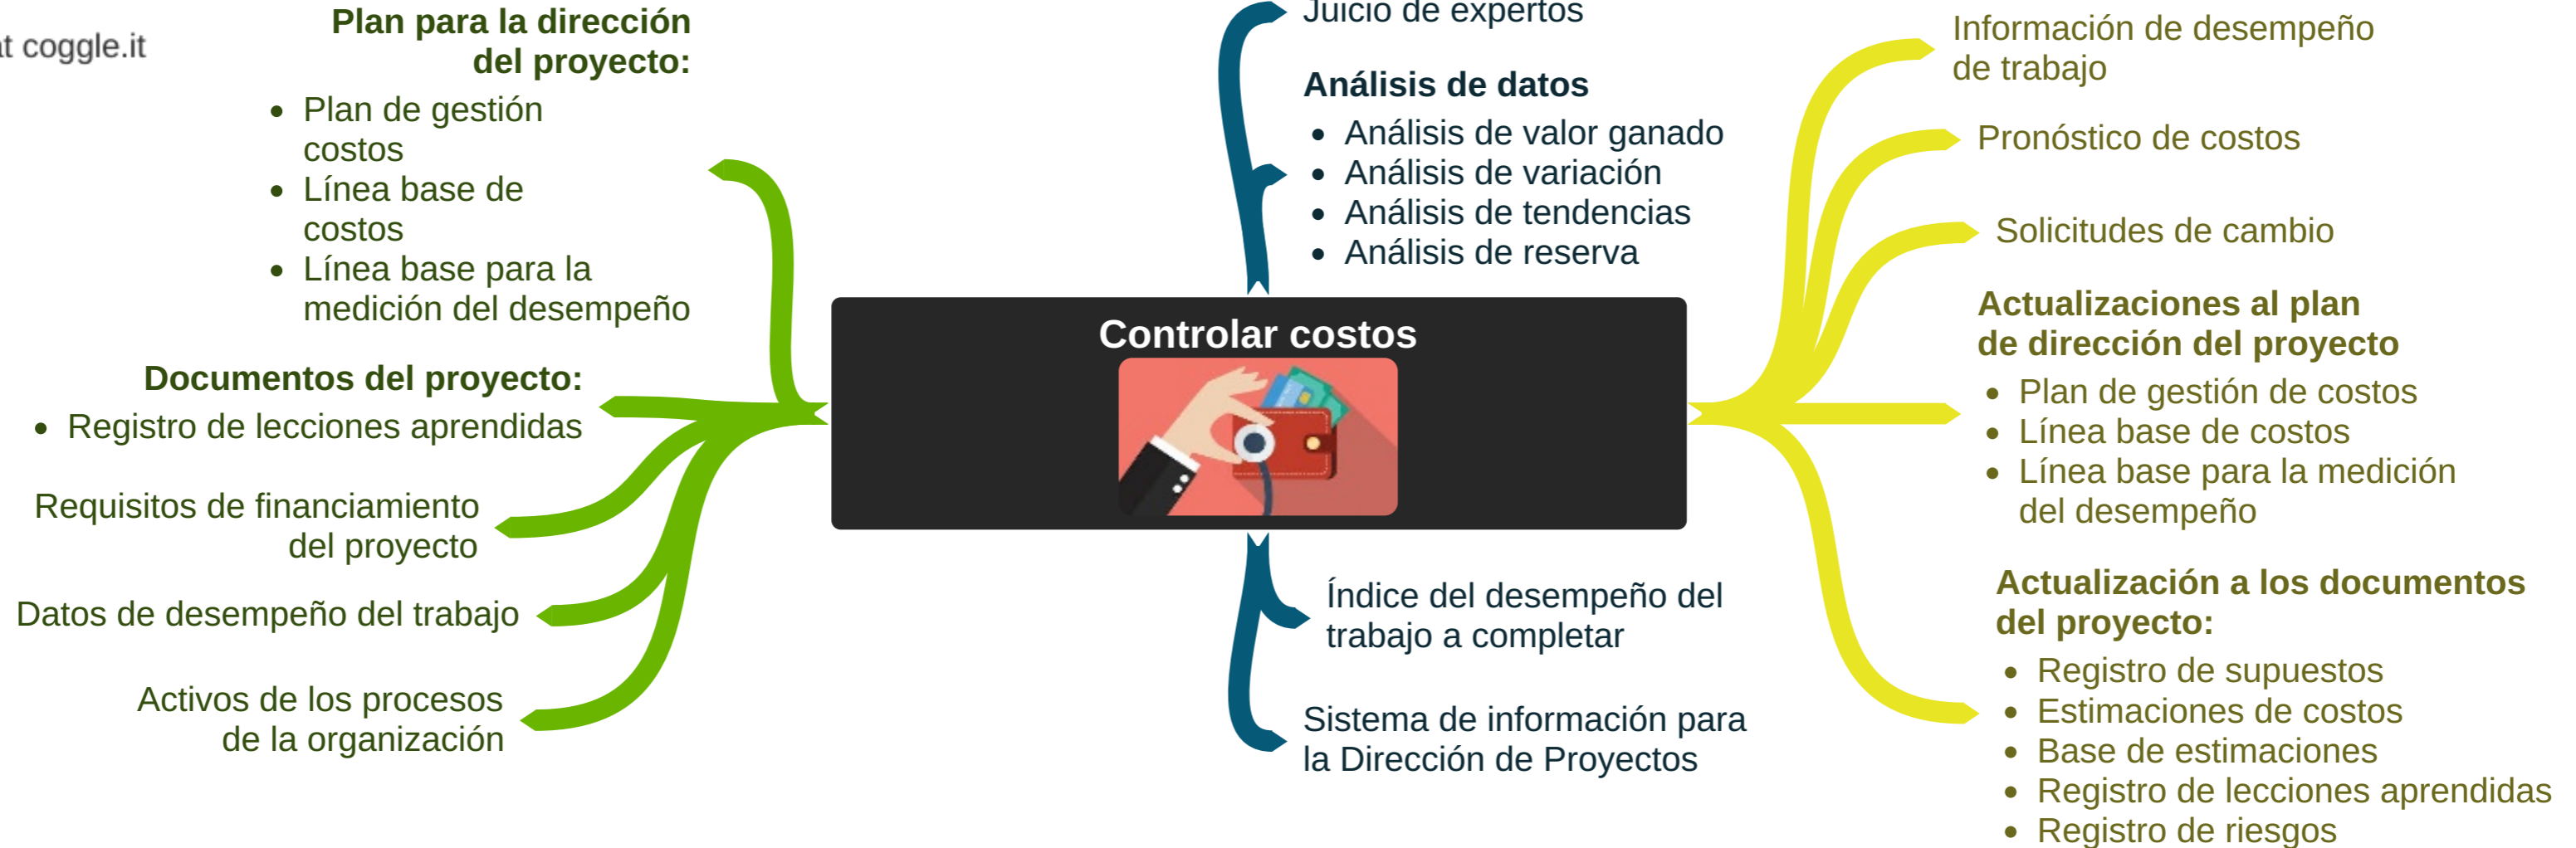 t coggle.it
Plan para la dirección
del proyecto:
• Plan de gestión
costos
• Línea base de
costos
• Línea base para la
medición del desempeño
Documentos del proyecto:
• Registro de lecciones aprendidas
Requisitos de financiamiento
del proyecto
Datos de desempeño del trabajo
Activos de los procesos
de la organización
Juicio de expertos
Análisis de datos
• Análisis de valor ganado
• Análisis de variación
• Análisis de tendencias
• Análisis de reserva
Controlar costos
Índice del desempeño del
trabajo a completar
Sistema de información para
la Dirección de Proyectos
Información de desempeño
de trabajo
Pronóstico de costos
Solicitudes de cambio
Actualizaciones al plan
de dirección del proyecto
• Plan de gestión de costos
• Línea base de costos
• Línea base para la medición
del desempeño
Actualización a los documentos
del proyecto:
• Registro de supuestos
• Estimaciones de costos
• Base de estimaciones
• Registro de lecciones aprendidas
• Registro de riesgos